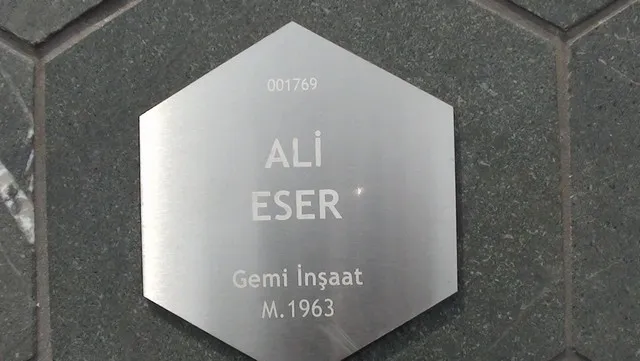 001769
ALİ
ESER
Gemi İnşaat
M.1963